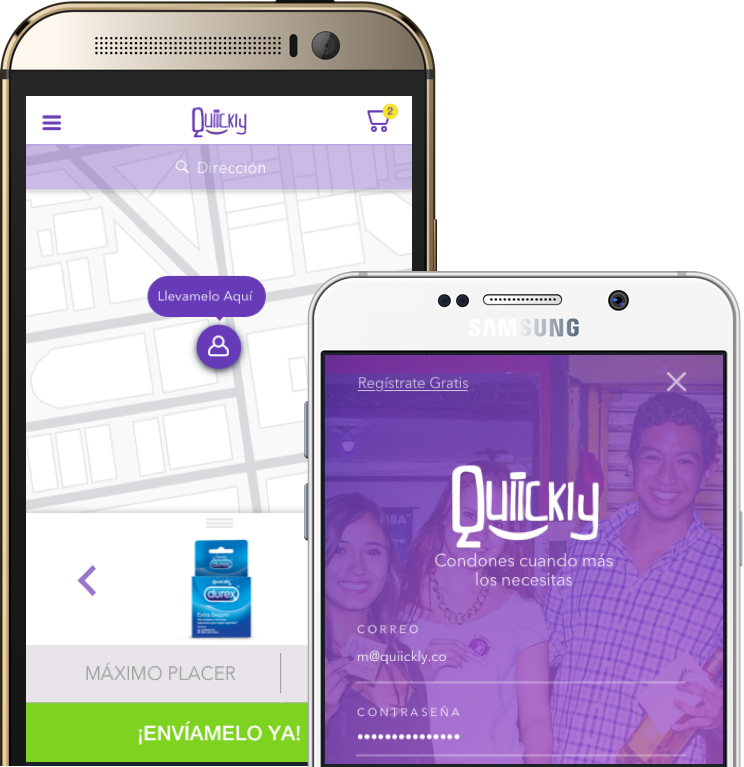 Quiickly
2
Dirección
Llevamelo Aquí
durex
Extra Seguro
MÁXIMO PLACER
¡ENVÍAMELO YA!
SAMSUNG
Regístrate Gratis
Quiickly
Condones cuando más
los necesitas
CORREO
m@quiickly.co
CONTRASEÑA